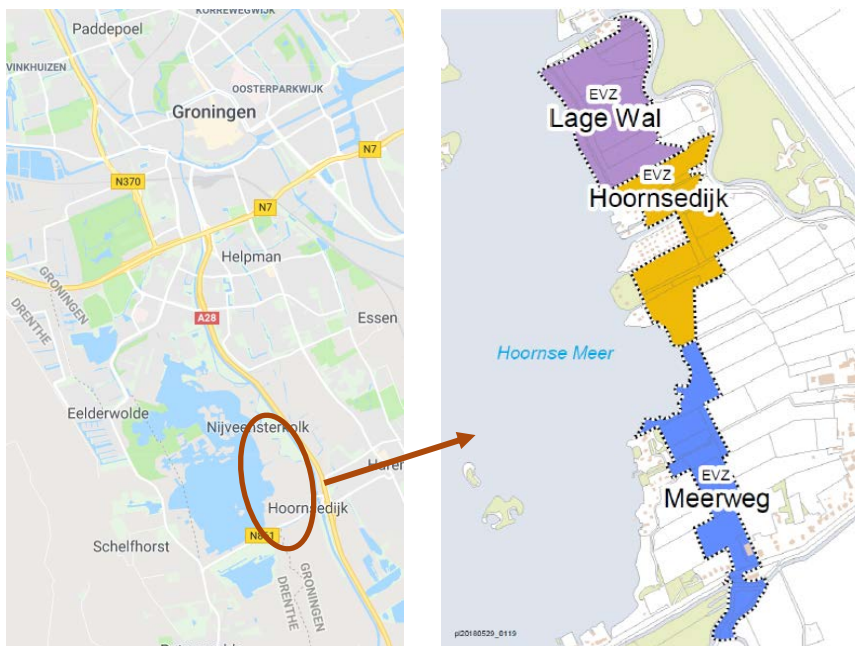 KORREWEGWIJK
Paddepoel
VINKHUIZEN
OOSTERPARKWIJK
Groningen
N7
N370
N7
Helpman
GRONINGEN
DRENTHE
A28
Essen
Eelderwolde
Nijveensterkolk
Haren
Hoornsedijk
N861
Schelfhorst
DRENTHE
GRONINGEN
EVZ
Lage Wal
EVZ
Hoornsedijk
Hoornse Meer
EVZ
Meerweg
pl20180529_0119